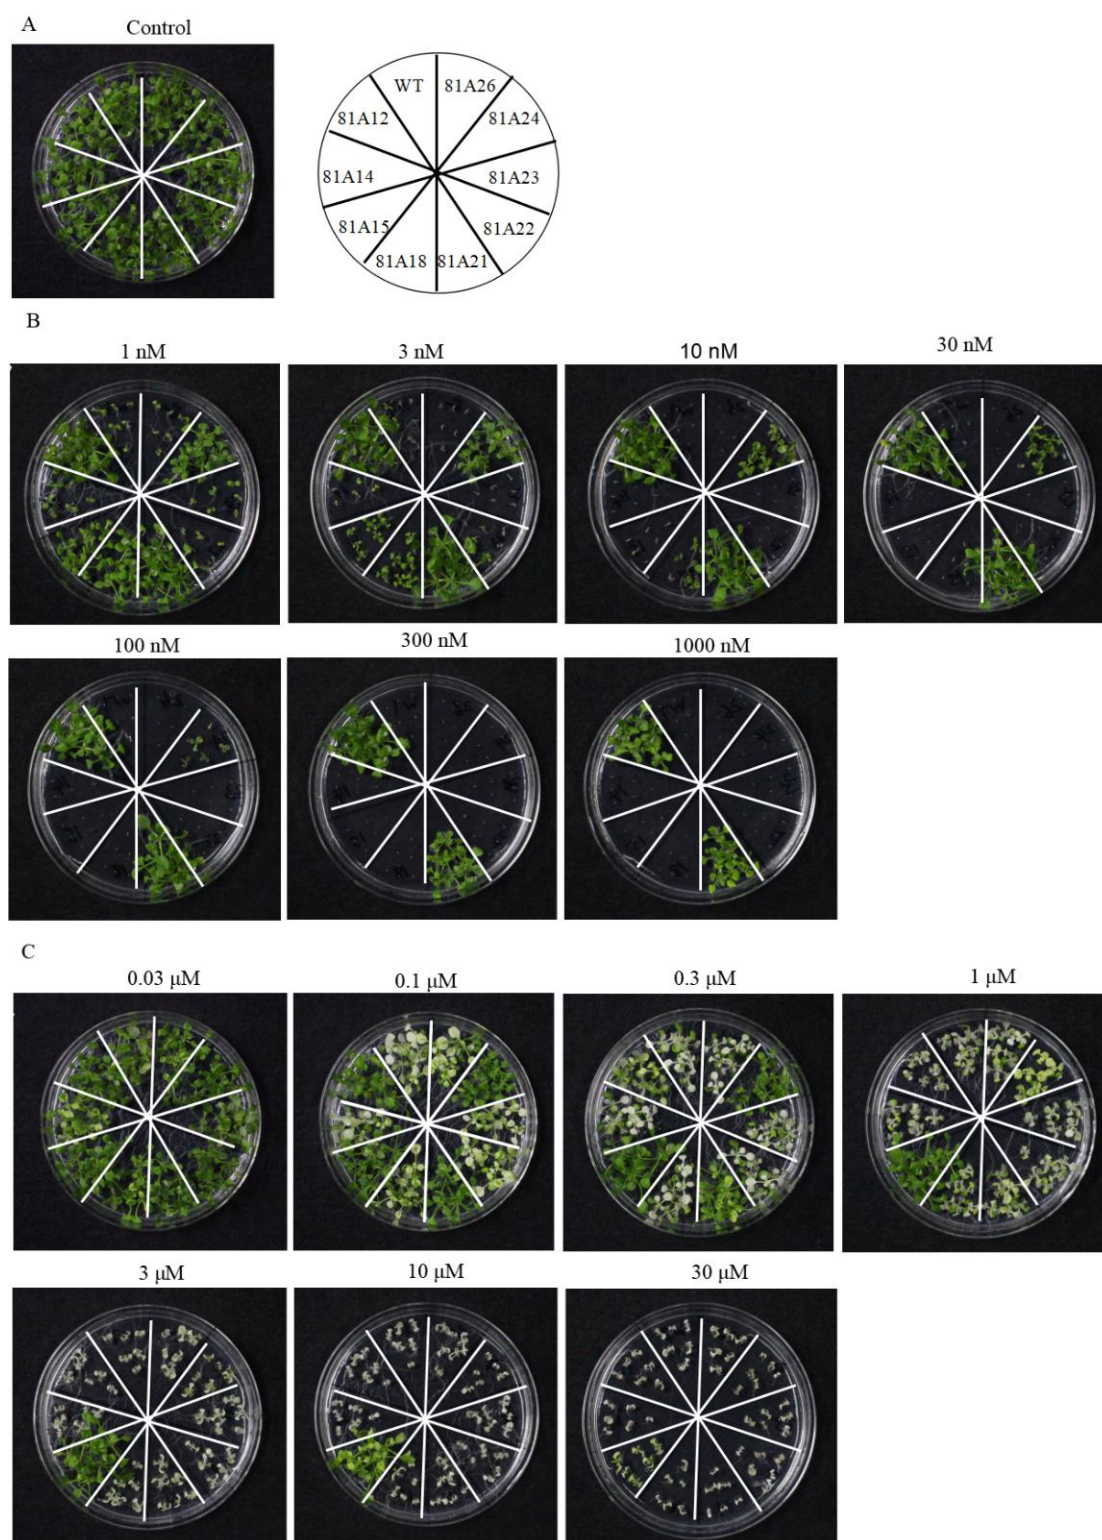 A
Control
WT
81A26
81A12
81A24
81A14
81A23
81A15
81A22
81A18
81A21
B
1 nM
3 nM
10 nM
30 nM
100 nM
300 nM
1000 nM
C
0.03 μM
0.1 μM
0.3 μM
1 μM
3 μM
10 μM
30 μM